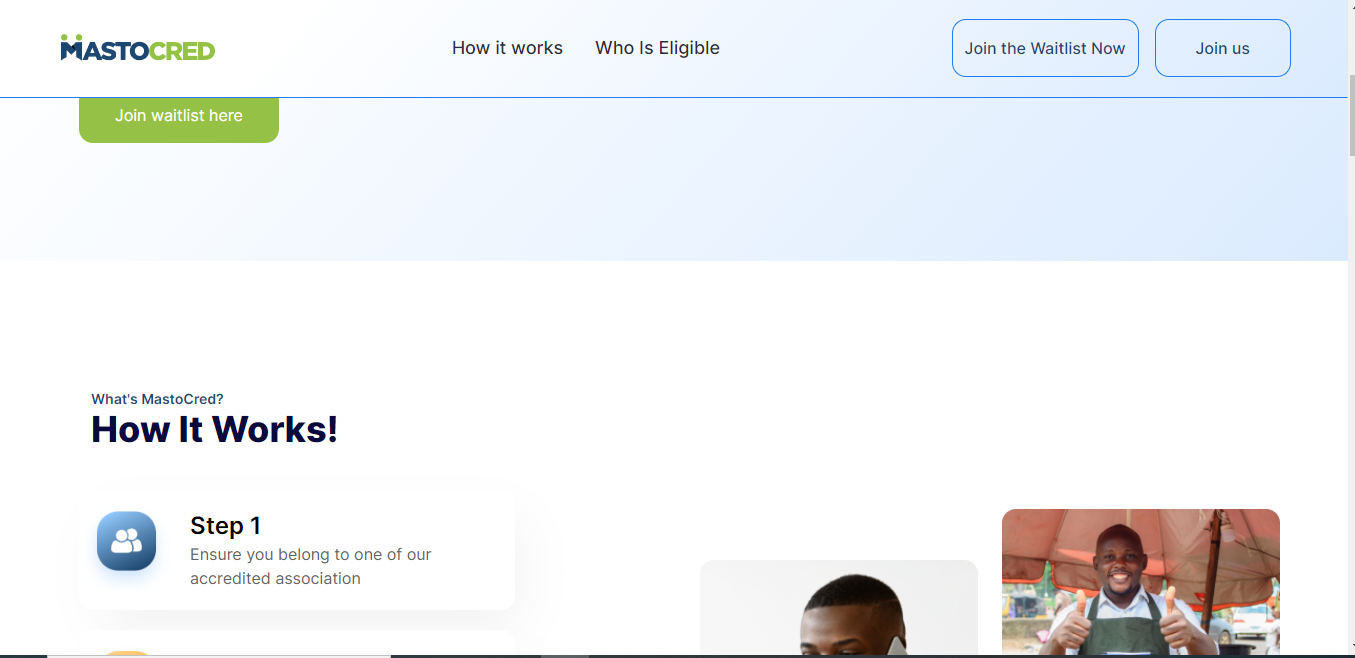 MASTOCRED
How it works
Who Is Eligible
Join the Waitlist Now
Join us
Join waitlist here
What's MastoCred?
How It Works!
Step 1
Ensure you belong to one of our
accredited association